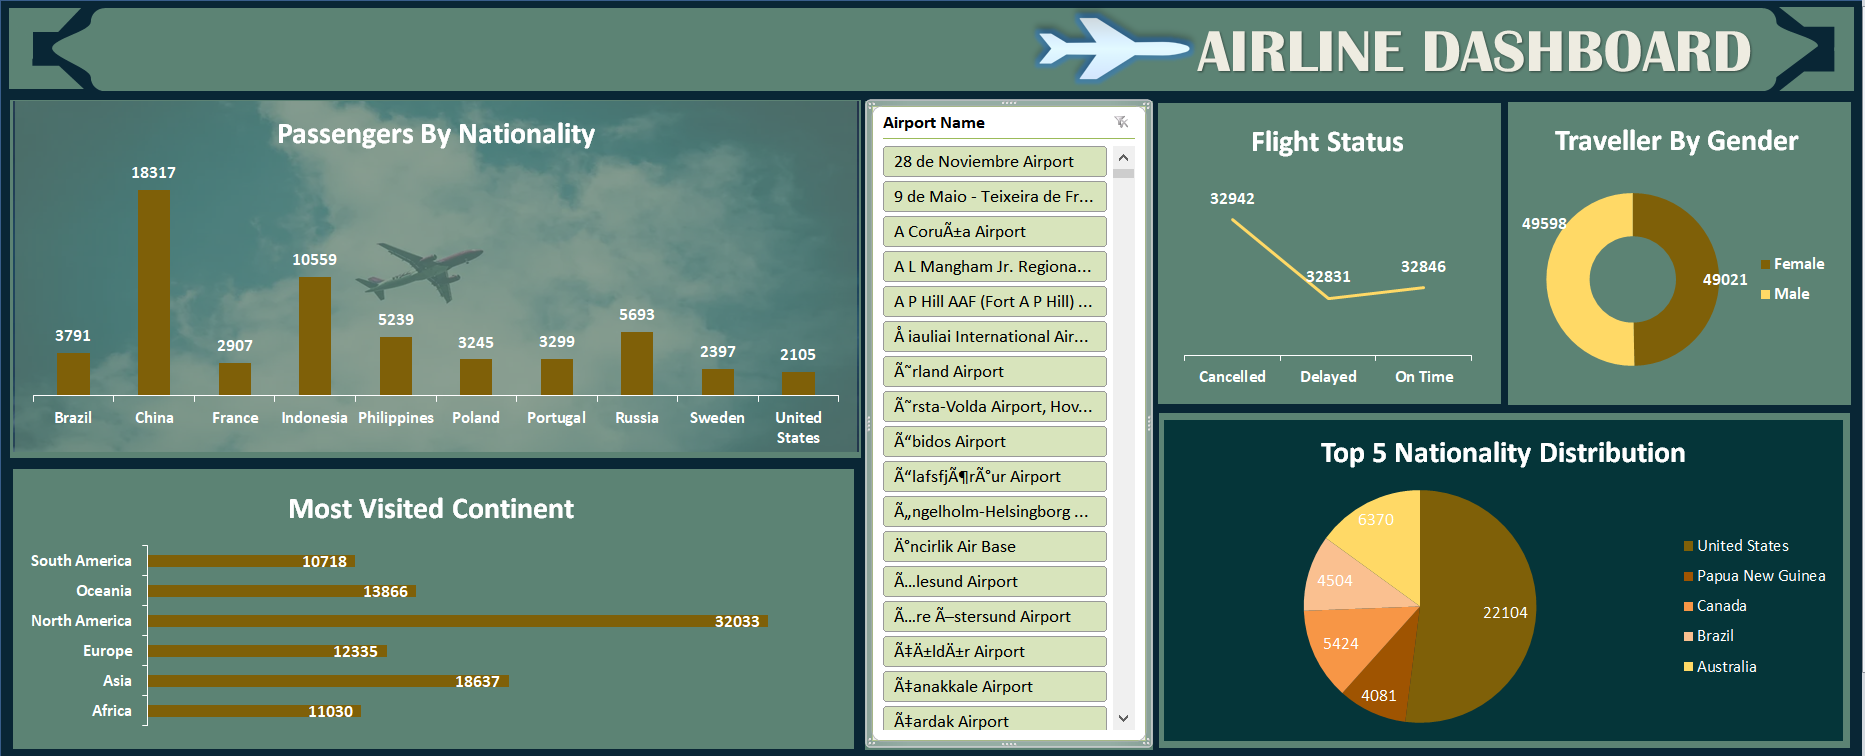 AIRLINE DASHBOARD
Passengers By Nationality
18317
10559
5693
5239
3791
3245
3299
2907
2397
2105
Brazil
China
France
Indonesia
Philippines
Poland
Portugal
Russia
Sweden
United
States
Most Visited Continent
South America
10718
Oceania
13866
North America
32033
Europe
12335
Asia
18637
Africa
11030
Airport Name
28 de Noviembre Airport
9 de Maio - Teixeira de Fr...
A CoruÃ±a Airport
A L Mangham Jr. Regiona...
A P Hill AAF (Fort A P Hill) ...
Å iauliai International Air...
Ã˜rland Airport
Ã˜rsta-Volda Airport, Hov...
Ã“bidos Airport
Ã“lafsfjÃ¶rÃ°ur Airport
Ã„ngelholm-Helsingborg ...
Ä°ncirlik Air Base
Ã…lesund Airport
Ã…re Ã–stersund Airport
Ã‡Ä±ldÄ±r Airport
Ã‡anakkale Airport
Ã‡ardak Airport
Flight Status
32942
32831
32846
Cancelled
Delayed
On Time
Traveller By Gender
49598
49021
Female
Male
Top 5 Nationality Distribution
6370
4504
5424
4081
22104
United States
Papua New Guinea
Canada
Brazil
Australia